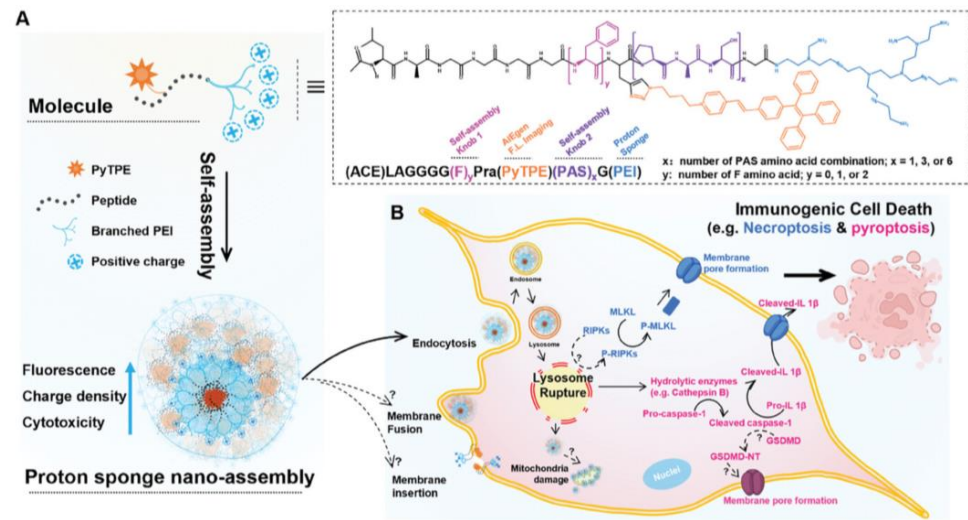 A
Molecule
PyTPE
Peptide
Branched PEI
Positive charge
Self-assembly
Fluorescence
Charge density
Cytotoxicity
Proton sponge nano-assembly
Self-assembly
Knob 1
AIEgen
F.L. Imaging
Self-assembly
Knob 2
Proton
Sponge
(ACE)LAGGGG(F)yPra(PyTPE)(PAS)xG(PEI)
x: number of PAS amino acid combination; x = 1, 3, or 6
y: number of F amino acid; y = 0, 1, or 2
B
Immunogenic Cell Death
(e.g. Necroptosis & pyroptosis)
Endosome
Lysosome
Endocytosis
?
Membrane
Fusion
?
Membrane
insertion
Lysosome
Rupture
Mitochondria
damage
?
RIPKs
?
P-RIPKs
MLKL
P-MLKL
Membrane
pore formation
Hydrolytic enzymes
(e.g. Cathepsin B)
Pro-caspase-1
Cleaved caspase-1
Pro-IL 1β
Cleaved-IL 1β
Cleaved-IL 1β
?
GSDMD
GSDMD-NT
?
Membrane pore formation
Nuclei